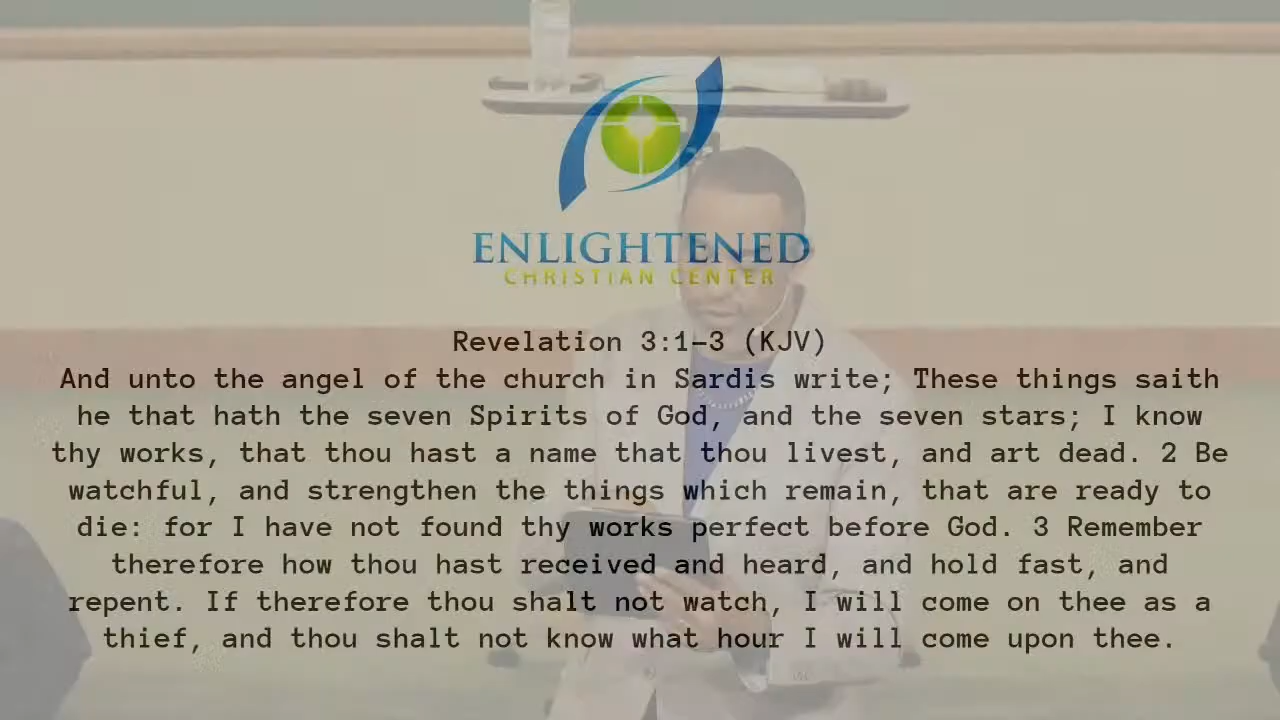 ENLIGHTENED
CHRISTIAN CENTER
Revelation 3:1-3 (KJV)
And unto the angel of the church in Sardis write; These things saith
he that hath the seven Spirits of God, and the seven stars; I know
thy works, that thou hast a name that thou livest, and art dead. 2 Be
watchful, and strengthen the things which remain, that are ready to
die: for I have not found thy works perfect before God. 3 Remember
therefore how thou hast received and heard, and hold fast, and
repent. If therefore thou shalt not watch, I will come on thee as a
thief, and thou shalt not know what hour I will come upon thee.